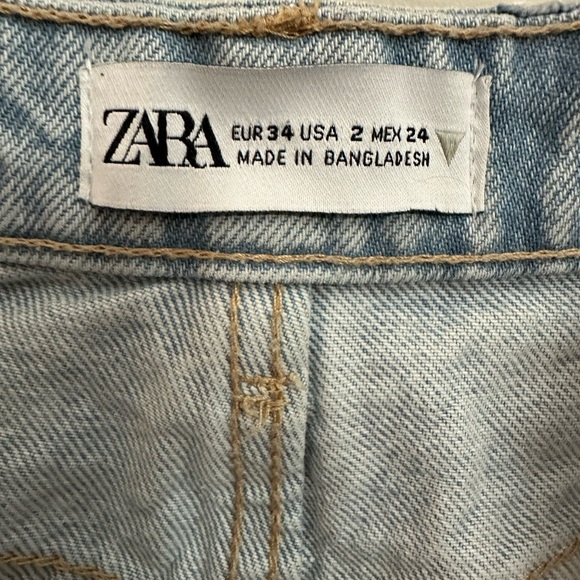 ZARA
EUR 34 USA 2 MEX 24
MADE IN BANGLADESH